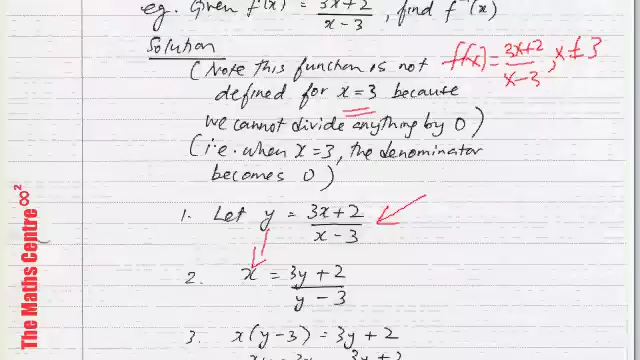 eg. Given f(x) = 3x+2 / x-3, find f⁻¹(x)
Solution
(Note this function is not
defined for x=3 because
we cannot divide anything by 0)
(i.e. when x=3, the denominator
becomes 0)
f(x) = 3x+2 / x-3, x≠3
1. Let y = 3x+2 / x-3
2. x = 3y+2 / y-3
3. x(y-3) = 3y+2
The Maths Centre ∞²